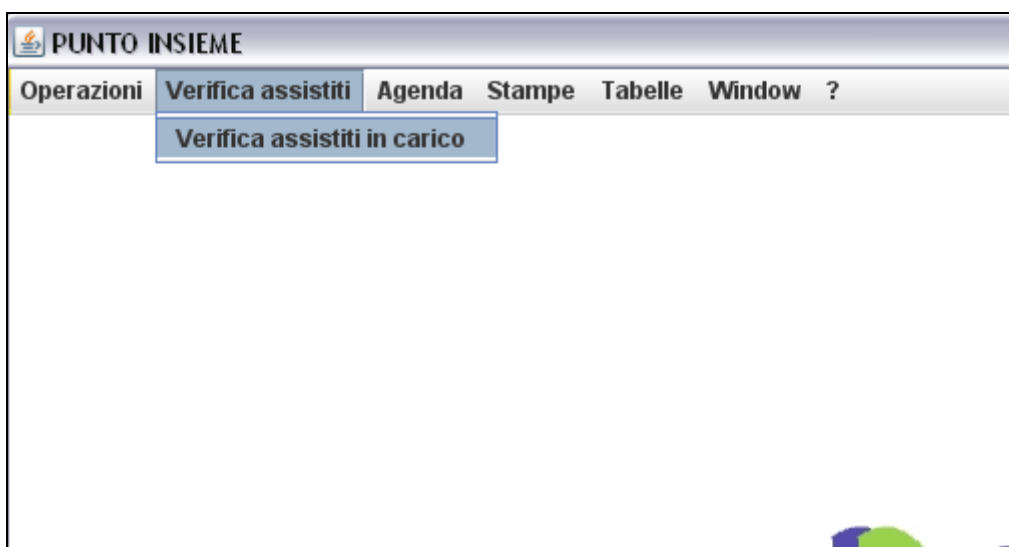 PUNTO INSIEME
Operazioni Verifica assistiti Agenda Stampe Tabelle Window ?
Verifica assistiti in carico